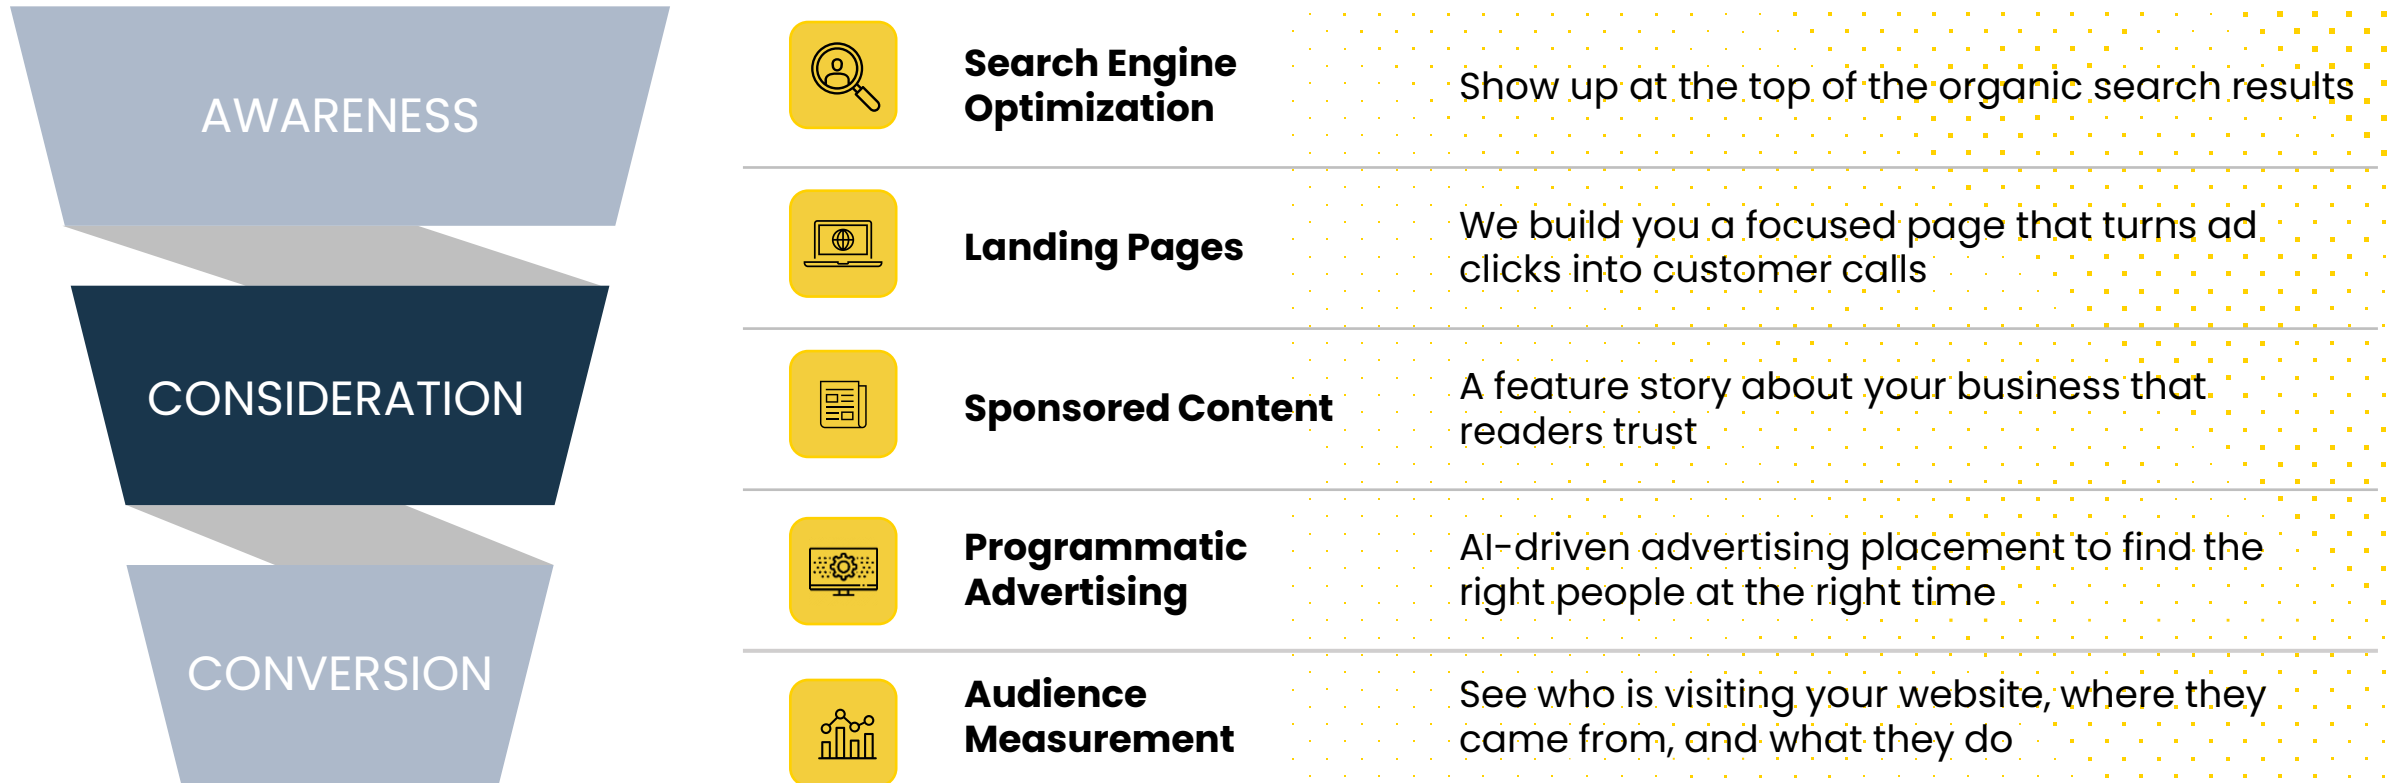 AWARENESS
CONSIDERATION
CONVERSION
Search Engine
Optimization
Show up at the top of the organic search results
Landing Pages
We build you a focused page that turns ad
clicks into customer calls
Sponsored Content
A feature story about your business that
readers trust
Programmatic
Advertising
AI-driven advertising placement to find the
right people at the right time
Audience
Measurement
See who is visiting your website, where they
came from, and what they do